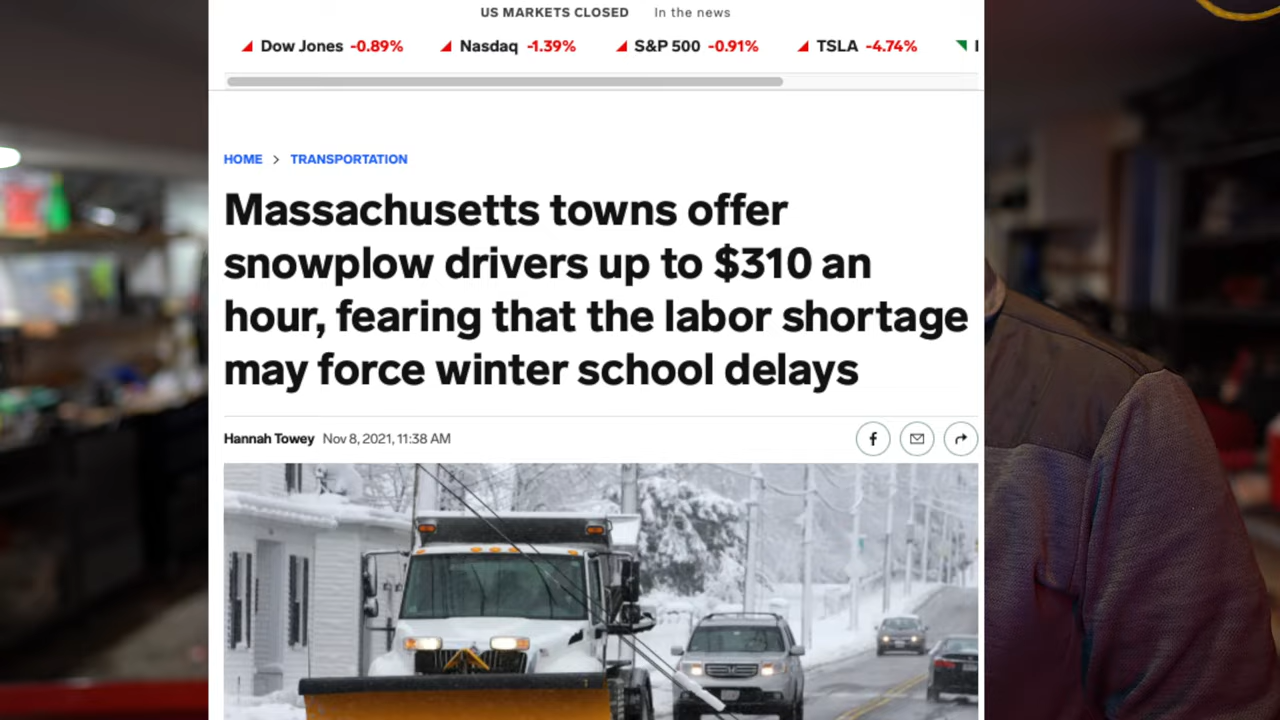 US MARKETS CLOSED In the news
Dow Jones -0.89% Nasdaq -1.39% S&P 500 -0.91% TSLA -4.74%
HOME > TRANSPORTATION
Massachusetts towns offer
snowplow drivers up to $310 an
hour, fearing that the labor shortage
may force winter school delays
Hannah Towey Nov 8, 2021, 11:38 AM